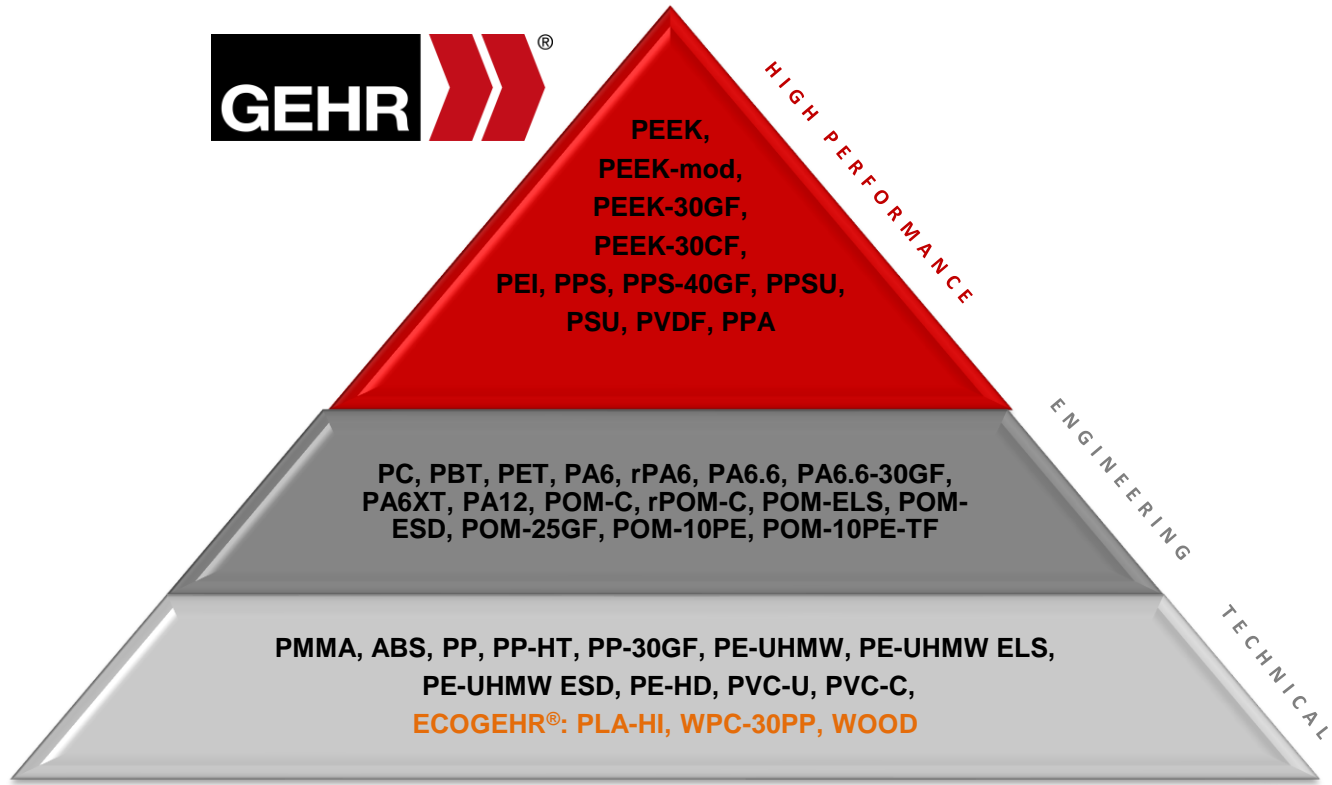 GEHR®
HIGH PERFORMANCE
PEEK,
PEEK-mod,
PEEK-30GF,
PEEK-30CF,
PEI, PPS, PPS-40GF, PPSU,
PSU, PVDF, PPA
ENGINEERING
PC, PBT, PET, PA6, rPA6, PA6.6, PA6.6-30GF,
PA6XT, PA12, POM-C, rPOM-C, POM-ELS, POM-
ESD, POM-25GF, POM-10PE, POM-10PE-TF
TECHNICAL
PMMA, ABS, PP, PP-HT, PP-30GF, PE-UHMW, PE-UHMW ELS,
PE-UHMW ESD, PE-HD, PVC-U, PVC-C,
ECOGEHR®: PLA-HI, WPC-30PP, WOOD